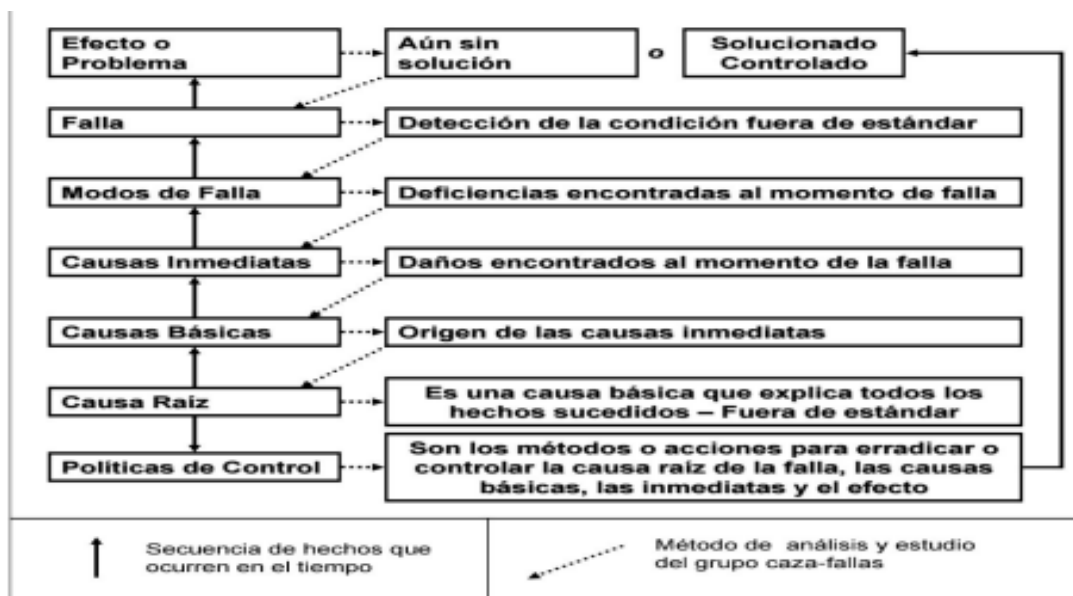 Efecto o
Problema
Aún sin
solución
o
Solucionado
Controlado
Falla
Detección de la condición fuera de estándar
Modos de Falla
Deficiencias encontradas al momento de falla
Causas Inmediatas
Daños encontrados al momento de la falla
Causas Básicas
Origen de las causas inmediatas
Causa Raíz
Es una causa básica que explica todos los
hechos sucedidos – Fuera de estándar
Políticas de Control
Son los métodos o acciones para erradicar o
controlar la causa raíz de la falla, las causas
básicas, las inmediatas y el efecto
Secuencia de hechos que
ocurren en el tiempo
Método de análisis y estudio
del grupo caza-fallas